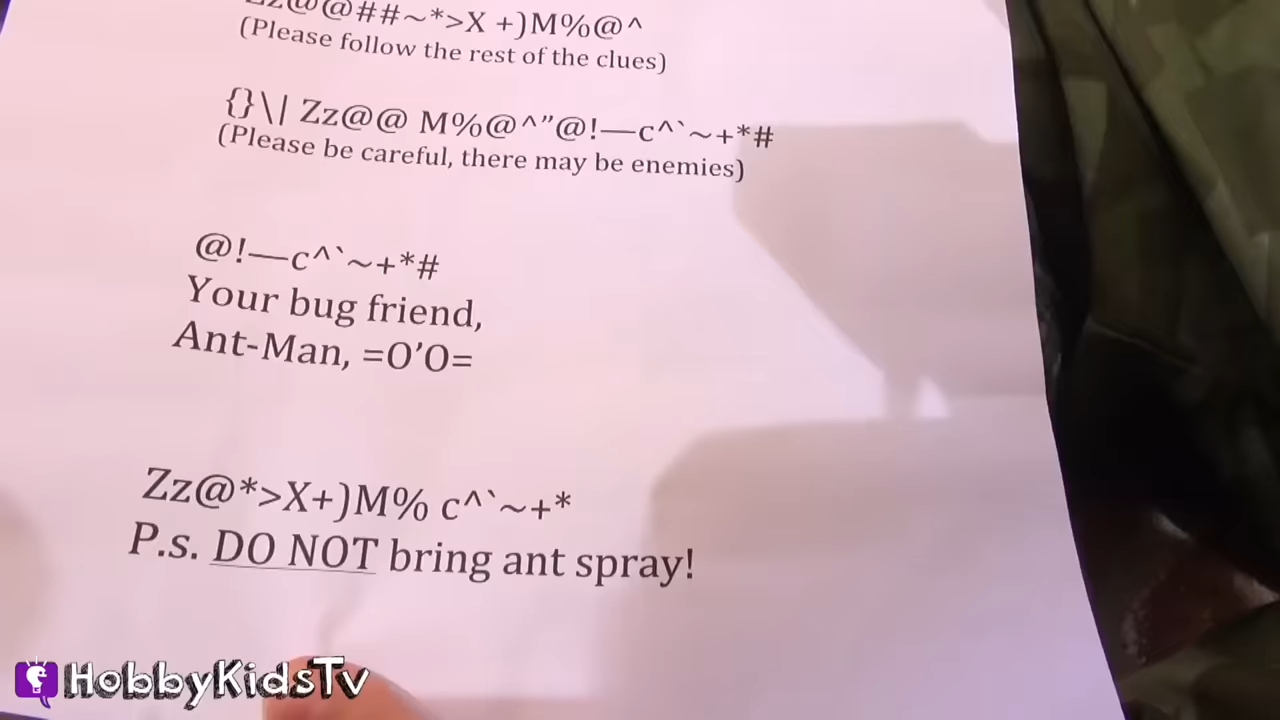 Zz@@##~*>X +)M%@^
(Please follow the rest of the clues)
{}\| Zz@@ M%@^”@!—c^`~+*#
(Please be careful, there may be enemies)
@!—c^`~+*#
Your bug friend,
Ant-Man, =O’O=
Zz@*>X+)M% c^`~+*
P.s. DO NOT bring ant spray!
HobbyKidsTv